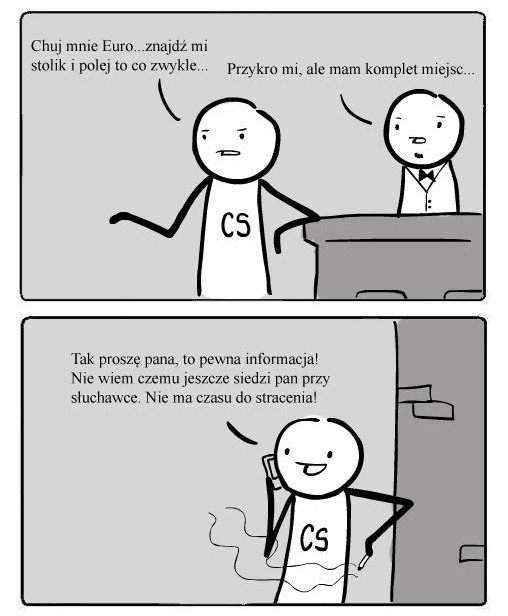 Chuj mnie Euro...znajdź mi
stolik i polej to co zwykle...
Przykro mi, ale mam komplet miejsc...
CS
Tak proszę pana, to pewna informacja!
Nie wiem czemu jeszcze siedzi pan przy
słuchawce. Nie ma czasu do stracenia!
CS